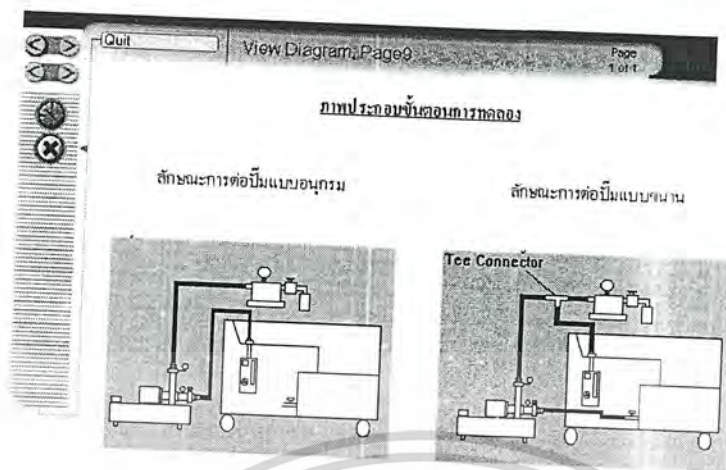 Quit
View Diagram, Page9
Page
1 of 1
ภาพประกอบขั้นตอนการทดลอง
ลักษณะการต่อปั๊มแบบอนุกรม
ลักษณะการต่อปั๊มแบบขนาน
Tee Connector